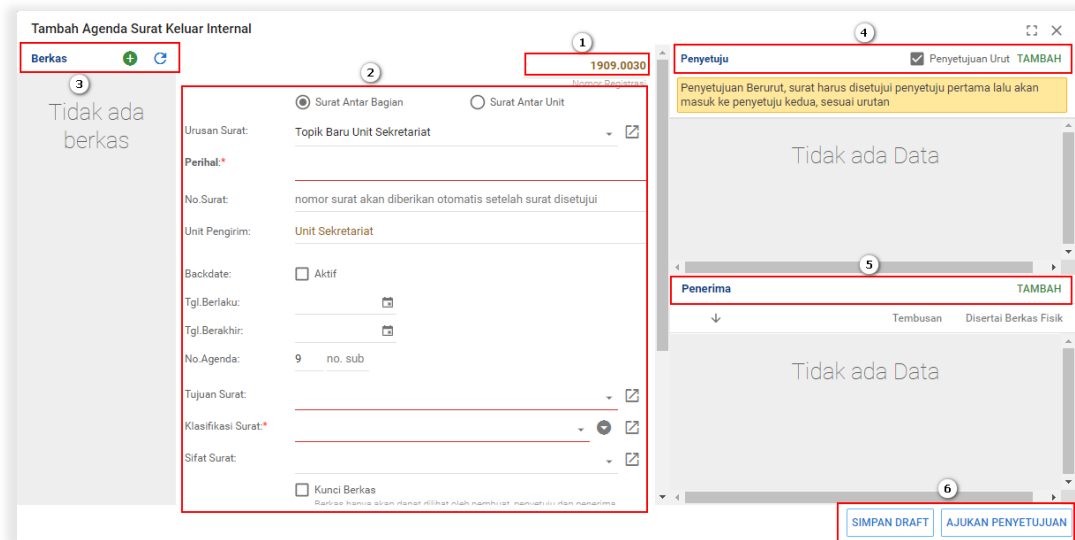 Tambah Agenda Surat Keluar Internal
Berkas
3
Tidak ada
berkas
1
1909.0030
Nomor Registrasi
2
Surat Antar Bagian
Surat Antar Unit
Urusan Surat:
Topik Baru Unit Sekretariat
Perihal:*
No.Surat:
nomor surat akan diberikan otomatis setelah surat disetujui
Unit Pengirim:
Unit Sekretariat
Backdate:
Aktif
Tgl.Berlaku:
Tgl.Berakhir:
No.Agenda:
9
no. sub
Tujuan Surat:
Klasifikasi Surat:*
Sifat Surat:
Kunci Berkas
Berkas hanya akan dapat dilihat oleh pembuat, penyetuju dan penerima
4
Penyetuju
Penyetujuan Urut
TAMBAH
Penyetujuan Berurut, surat harus disetujui penyetuju pertama lalu akan
masuk ke penyetuju kedua, sesuai urutan
Tidak ada Data
5
Penerima
TAMBAH
Tembusan
Disertai Berkas Fisik
Tidak ada Data
6
SIMPAN DRAFT
AJUKAN PENYETUJUAN